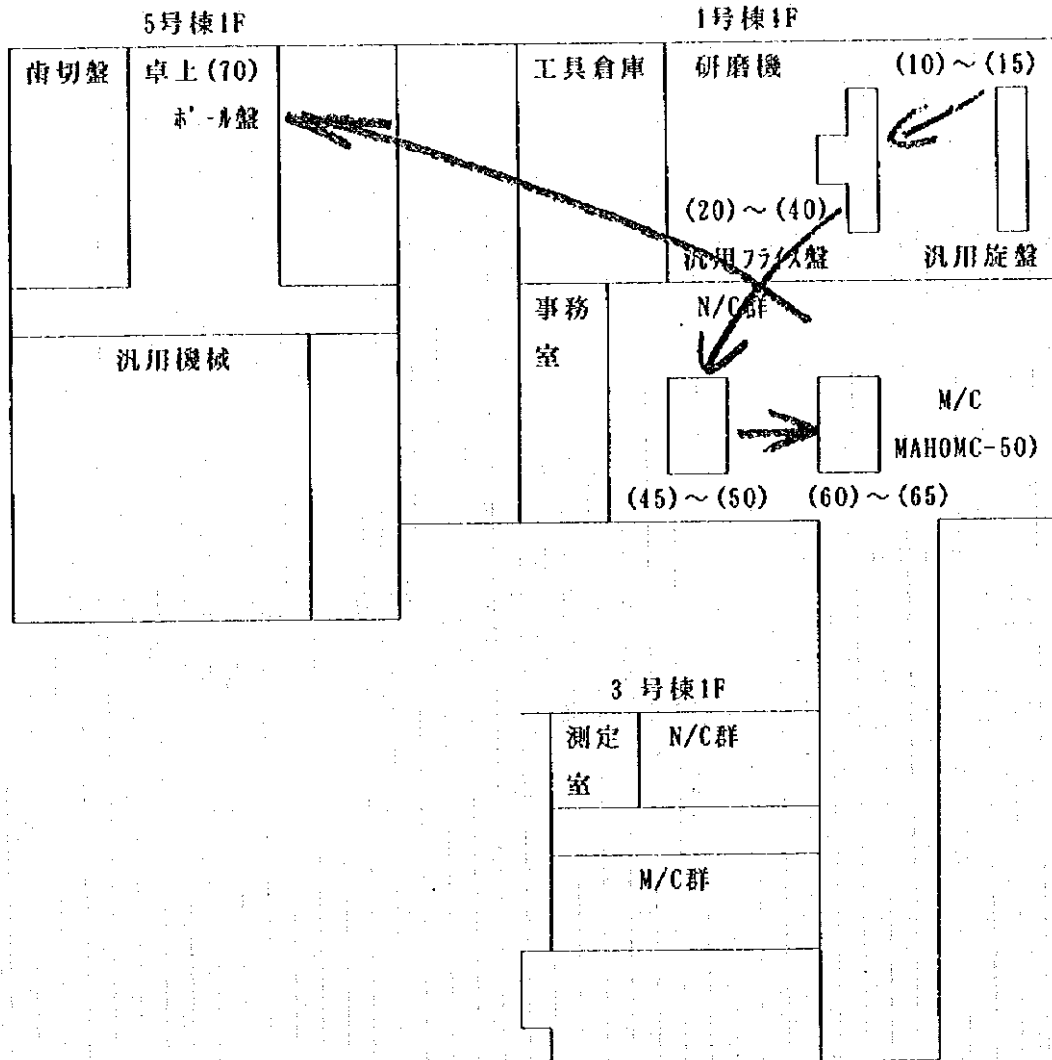 5号棟1F
1号棟1F
歯切盤
卓上(70)
ボール盤
工具倉庫
研磨機
(10)～(15)
(20)～(40)
汎用フライス盤
汎用旋盤
汎用機械
事務
室
N/C群
M/C
MAHOMC-50)
(45)～(50)
(60)～(65)
3 号棟1F
測定
室
N/C群
M/C群